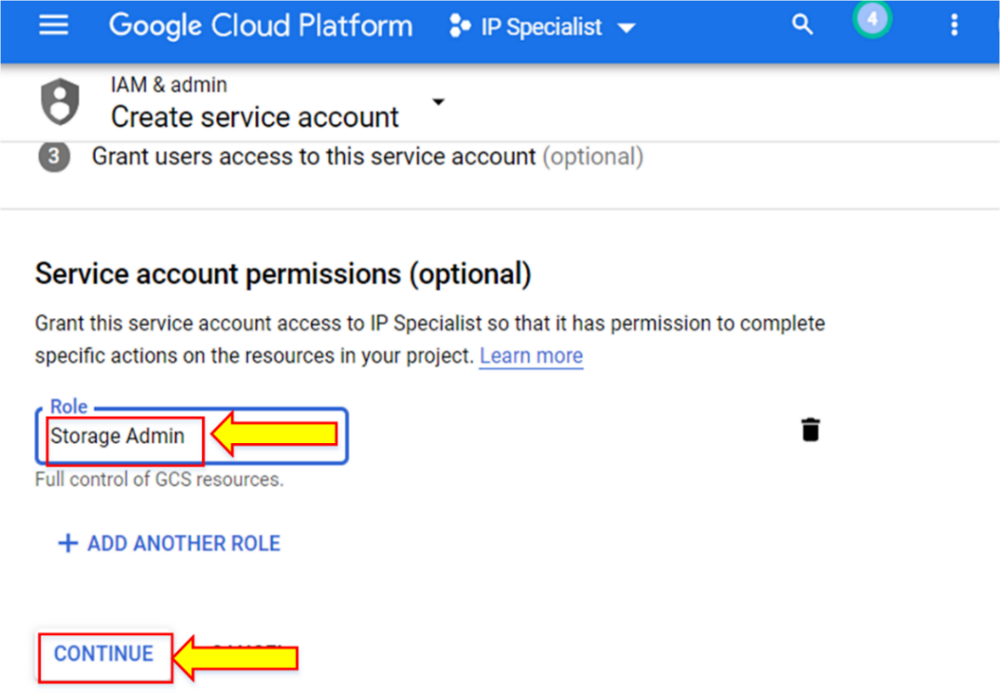 Google Cloud Platform IP Specialist 4
IAM & admin
Create service account
3 Grant users access to this service account (optional)
Service account permissions (optional)
Grant this service account access to IP Specialist so that it has permission to complete
specific actions on the resources in your project. Learn more
Role
Storage Admin
Full control of GCS resources.
+ ADD ANOTHER ROLE
CONTINUE